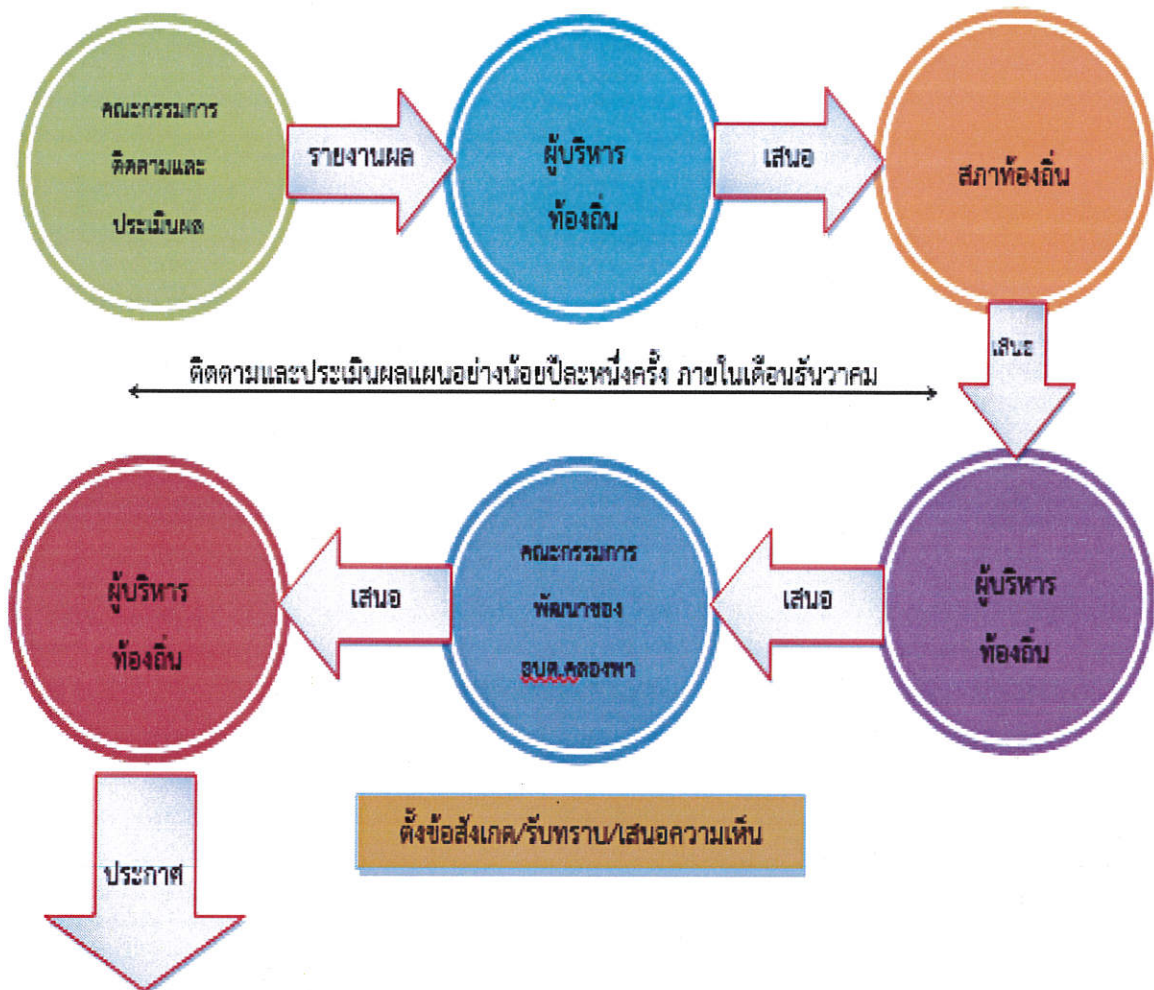 คณะกรรมการ
ติดตามและ
ประเมินผล
รายงานผล
ผู้บริหาร
ท้องถิ่น
เสนอ
สภาท้องถิ่น
เสนอ
ติดตามและประเมินผลแผนอย่างน้อยปีละหนึ่งครั้ง ภายในเดือนธันวาคม
ผู้บริหาร
ท้องถิ่น
เสนอ
คณะกรรมการ
พัฒนาของ
อบต.คลองพา
เสนอ
ผู้บริหาร
ท้องถิ่น
ตั้งข้อสังเกต/รับทราบ/เสนอความเห็น
ประกาศ